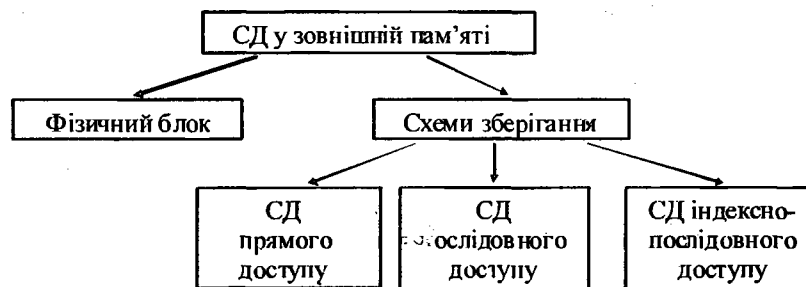 СД у зовнішній пам’яті
Фізичний блок
Схеми зберігання
СД
прямого
доступу
СД
послідовного
доступу
СД індексно-
послідовного
доступу